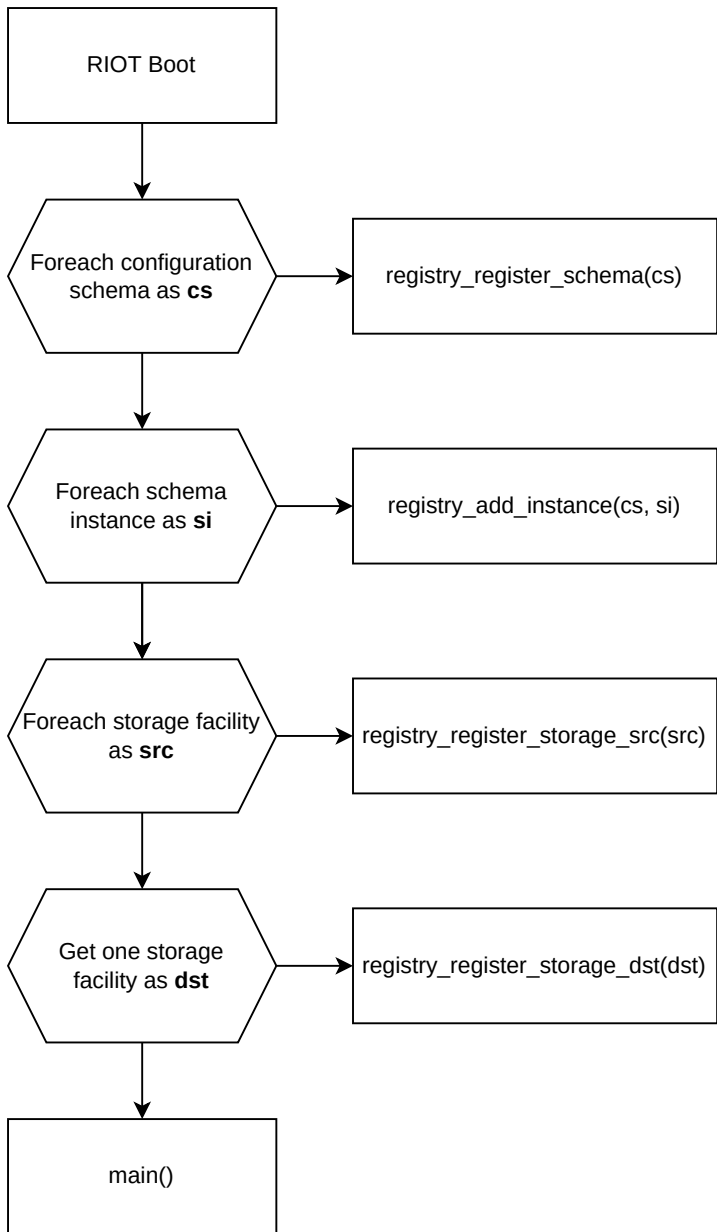 RIOT Boot
Foreach configuration
schema as cs
registry_register_schema(cs)
Foreach schema
instance as si
registry_add_instance(cs, si)
Foreach storage facility
as src
registry_register_storage_src(src)
Get one storage
facility as dst
registry_register_storage_dst(dst)
main()